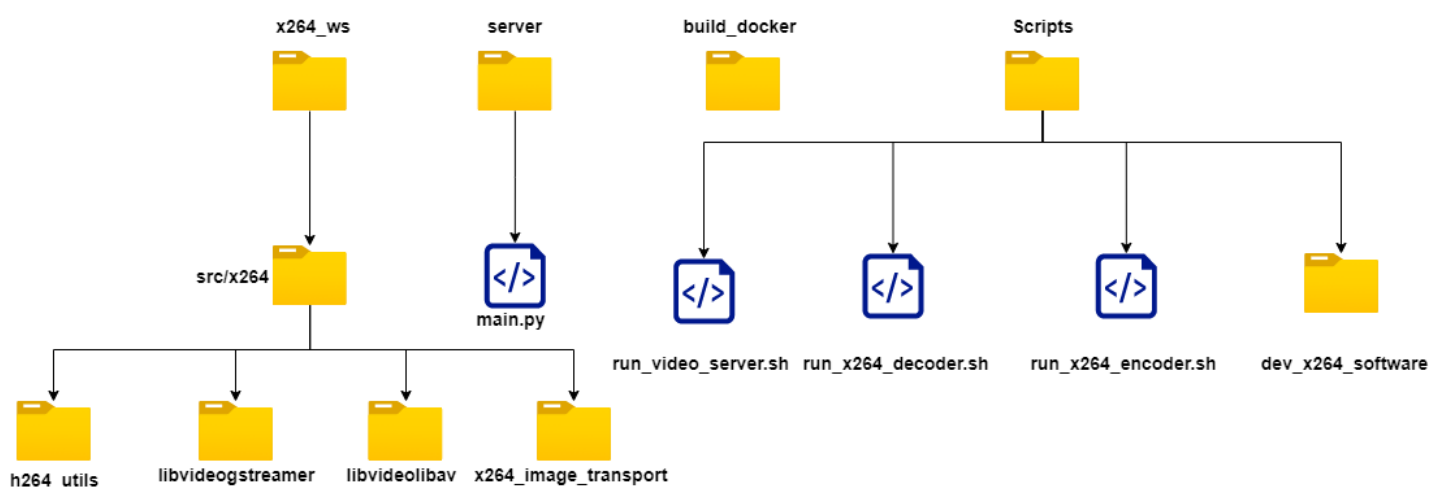 x264_ws
server
build_docker
Scripts
src/x264
</>
main.py
</>
</>
</>
run_video_server.sh
run_x264_decoder.sh
run_x264_encoder.sh
dev_x264_software
h264_utils
libvideogstreamer
libvideolibav
x264_image_transport